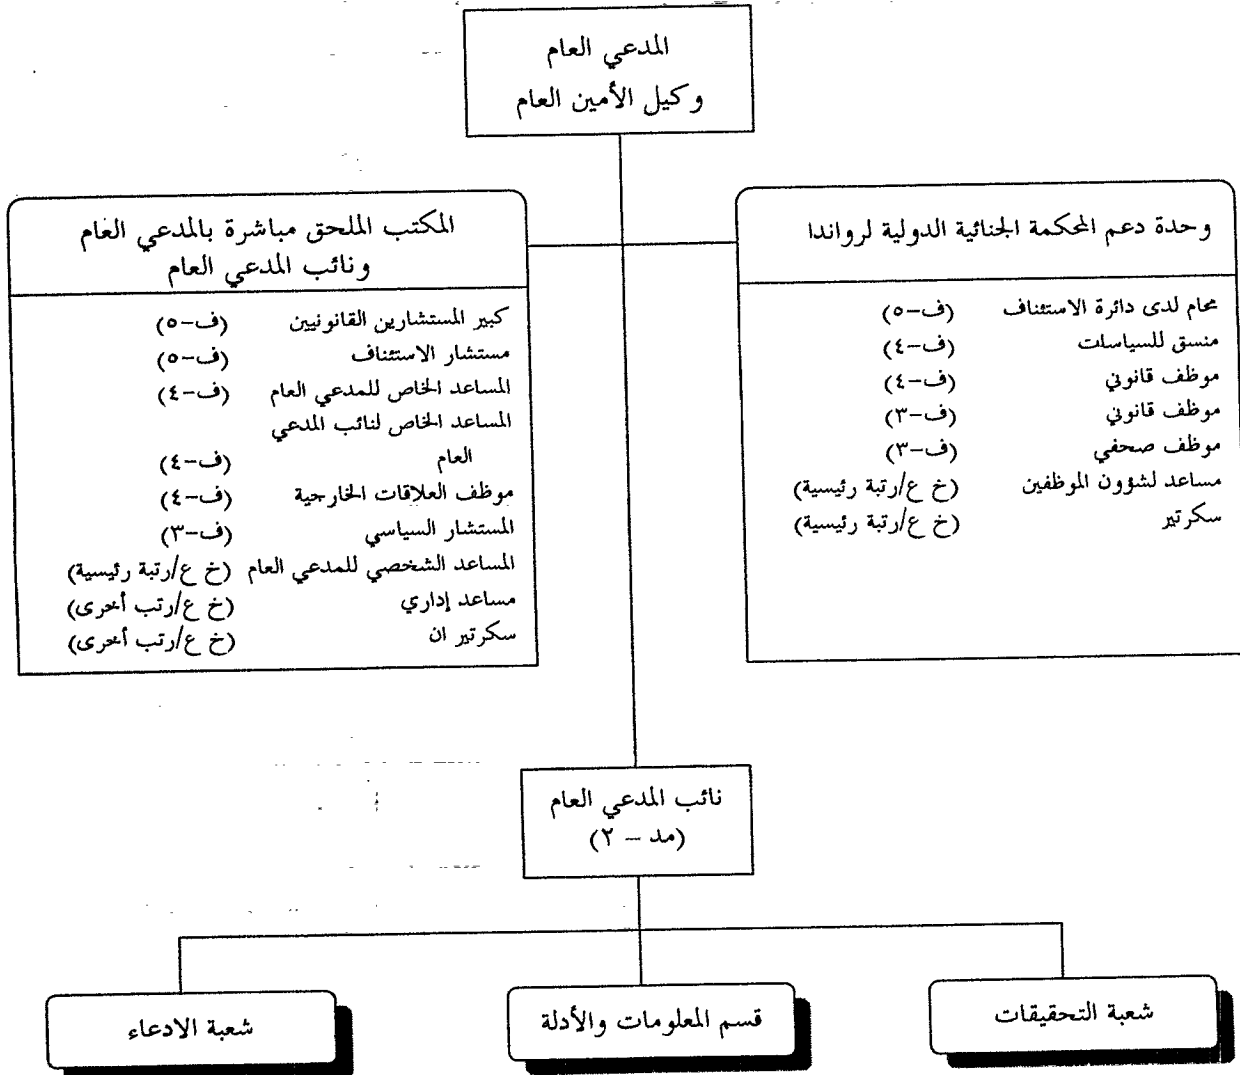 المدعي العام
وكيل الأمين العام
وحدة دعم المحكمة الجنائية الدولية لرواندا
محام لدى دائرة الاستئناف (ف-٥)
منسق للسياسات (ف-٤)
موظف قانوني (ف-٤)
موظف قانوني (ف-٣)
موظف صحفي (ف-٣)
مساعد لشؤون الموظفين (خ ع/رتبة رئيسية)
سكرتير (خ ع/رتبة رئيسية)
المكتب الملحق مباشرة بالمدعي العام
ونائب المدعي العام
كبير المستشارين القانونيين (ف-٥)
مستشار الاستئناف (ف-٥)
المساعد الخاص للمدعي العام (ف-٤)
المساعد الخاص لنائب المدعي
العام (ف-٤)
موظف العلاقات الخارجية (ف-٤)
المستشار السياسي (ف-٣)
المساعد الشخصي للمدعي العام (خ ع/رتبة رئيسية)
مساعد إداري (خ ع/رتب أخرى)
سكرتير ان (خ ع/رتب أخرى)
نائب المدعي العام
(مد – ٢)
شعبة التحقيقات
قسم المعلومات والأدلة
شعبة الادعاء